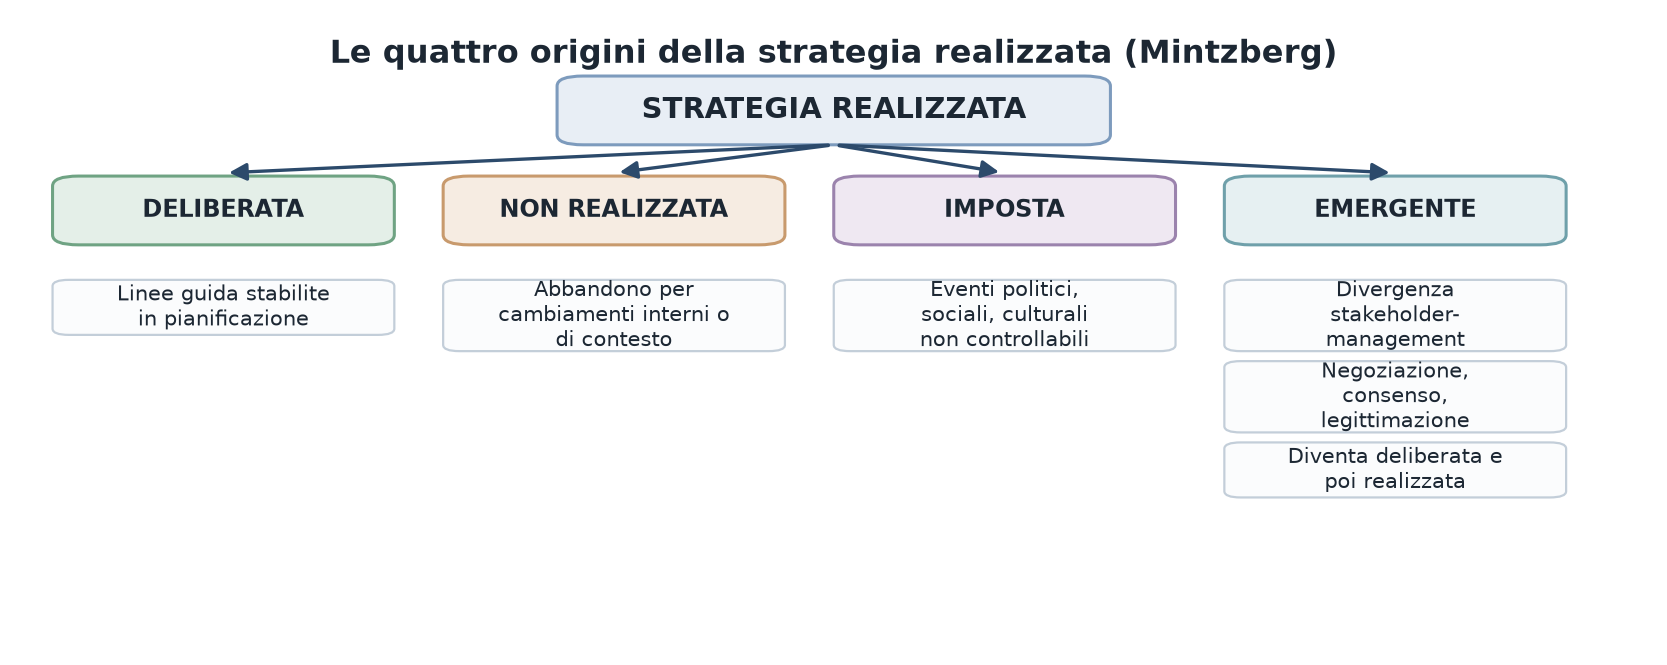 Le quattro origini della strategia realizzata (Mintzberg)
STRATEGIA REALIZZATA
DELIBERATA
NON REALIZZATA
IMPOSTA
EMERGENTE
Linee guida stabilite
in pianificazione
Abbandono per
cambiamenti interni o
di contesto
Eventi politici,
sociali, culturali
non controllabili
Divergenza
stakeholder-
management
Negoziazione,
consenso,
legittimazione
Diventa deliberata e
poi realizzata